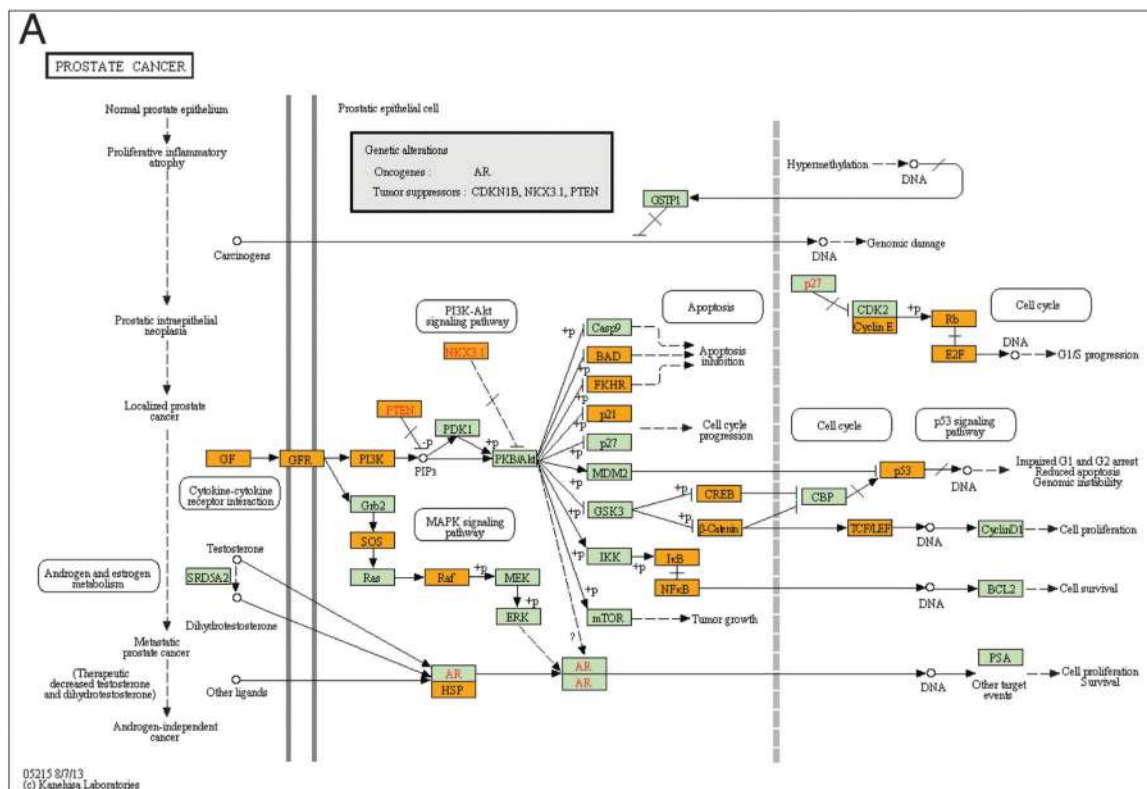 A
PROSTATE CANCER
Normal prostate epithelium
Proliferative inflammatory
atrophy
Prostatic intraepithelial
neoplasia
Localized prostate
cancer
Metastatic
prostate cancer
(Therapeutic
decreased testosterone
and dihydrotestosterone)
Androgen-independent
cancer
Prostatic epithelial cell
Genetic alterations
Oncogenes : AR
Tumor suppressors : CDKN1B, NKX3.1, PTEN
Hypermethylation
DNA
GSTP1
Carcinogens
DNA
Genomic damage
p27
CDK2
Cyclin E
+p
Rb
E2F
Cell cycle
DNA
G1/S progression
PI3K-Akt
signaling pathway
NKX3.1
Apoptosis
+p
Casp9
+p
BAD
+p
FKHR
+p
p21
+p
p27
+p
MDM2
Apoptosis
inhibition
Cell cycle
progression
PTEN
-p
PDK1
+p
PIP3
PKB/Akt
GF
GFR
PI3K
Cytokine-cytokine
receptor interaction
Grb2
SOS
Ras
MAPK signaling
pathway
Raf
+p
MEK
+p
ERK
+p
GSK3
+p
CREB
+p
β-Catenin
+p
IKK
+p
IκB
NFκB
+p
mTOR
Tumor growth
?
Cell cycle
p53 signaling
pathway
CBP
p53
DNA
Impaired G1 and G2 arrest
Reduced apoptosis
Genomic instability
TCF/LEF
DNA
CyclinD1
Cell proliferation
DNA
BCL2
Cell survival
Androgen and estrogen
metabolism
Testosterone
SRD5A2
Dihydrotestosterone
Other ligands
AR
HSP
AR
AR
DNA
PSA
Other target
events
Cell proliferation
Survival
05215 8/7/13
(c) Kanehisa Laboratories